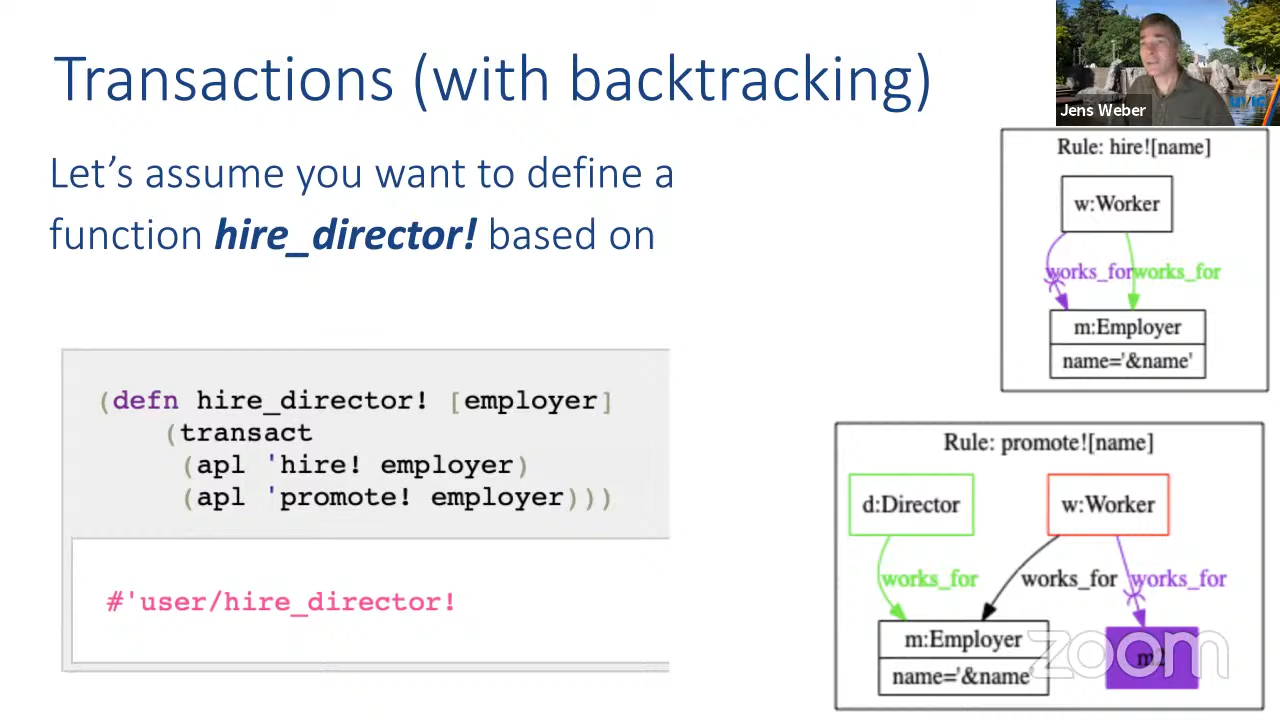 Transactions (with backtracking)
Jens Weber
UVIC
Let's assume you want to define a
function hire_director! based on
(defn hire_director! [employer]
(transact
(apl 'hire! employer)
(apl 'promote! employer)))
#'user/hire_director!
Rule: hire![name]
w:Worker
works_for works_for
m:Employer
name='&name'
Rule: promote![name]
d:Director w:Worker
works_for works_for works_for
m:Employer m2
name='&name'
zoom